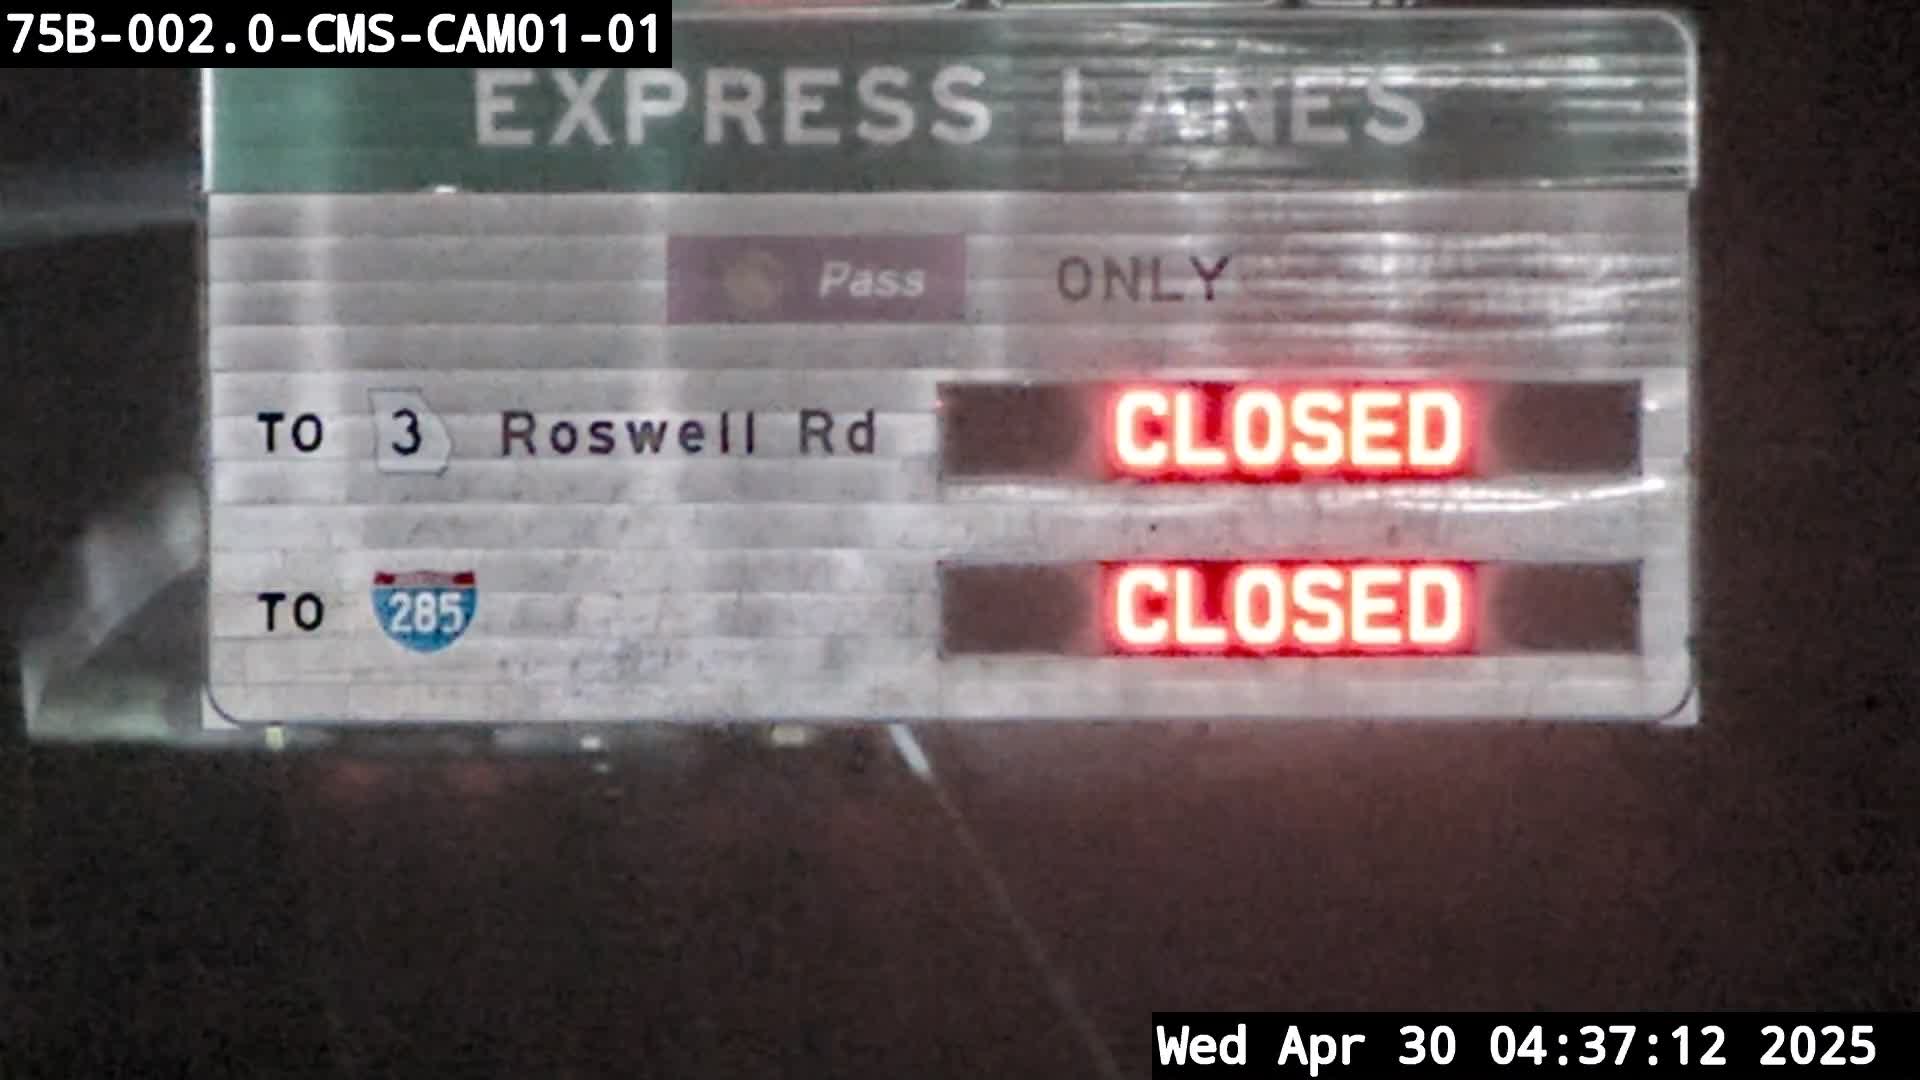 75B-002.0-CMS-CAM01-01
EXPRESS LANES
Pass ONLY
TO 3 Roswell Rd CLOSED
TO 285 CLOSED
Wed Apr 30 04:37:12 2025